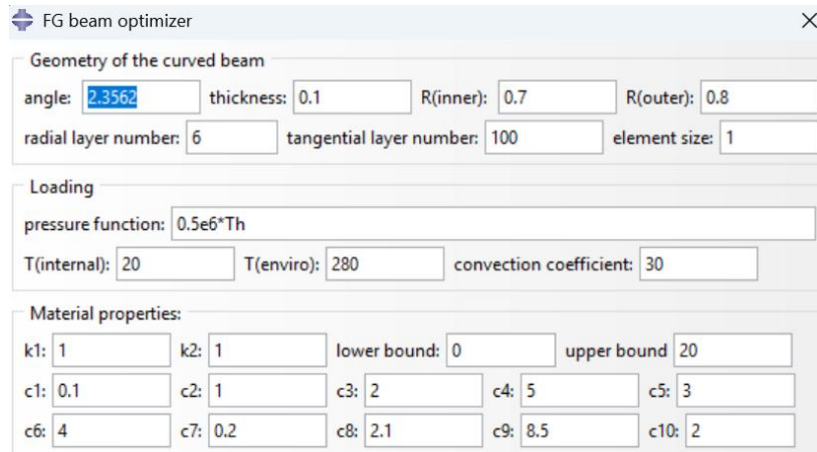 FG beam optimizer
Geometry of the curved beam
angle: 2.3562 thickness: 0.1 R(inner): 0.7 R(outer): 0.8
radial layer number: 6 tangential layer number: 100 element size: 1
Loading
pressure function: 0.5e6*Th
T(internal): 20 T(enviro): 280 convection coefficient: 30
Material properties:
k1: 1 k2: 1 lower bound: 0 upper bound 20
c1: 0.1 c2: 1 c3: 2 c4: 5 c5: 3
c6: 4 c7: 0.2 c8: 2.1 c9: 8.5 c10: 2